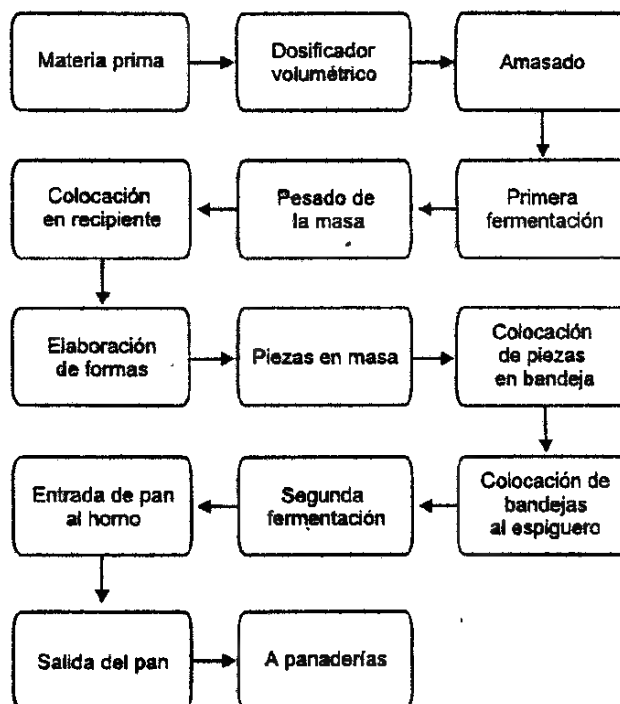 Materia prima
Dosificador
volumétrico
Amasado
Primera
fermentación
Pesado de
la masa
Colocación
en recipiente
Elaboración
de formas
Piezas en masa
Colocación
de piezas
en bandeja
Colocación de
bandejas
al espiguero
Segunda
fermentación
Entrada de pan
al horno
Salida del pan
A panaderías